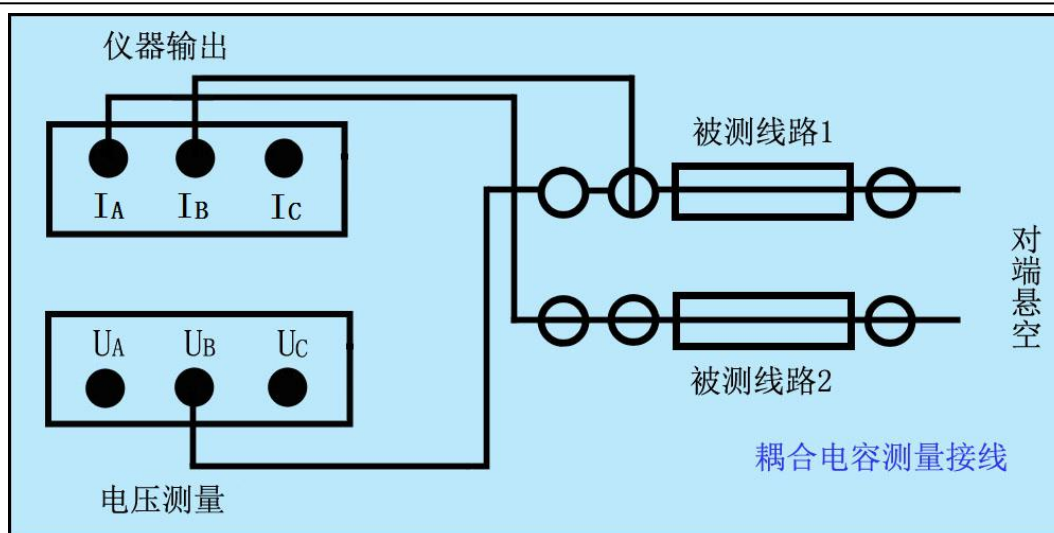 仪器输出
IA IB IC
被测线路1
对端悬空
UA UB UC
被测线路2
耦合电容测量接线
电压测量